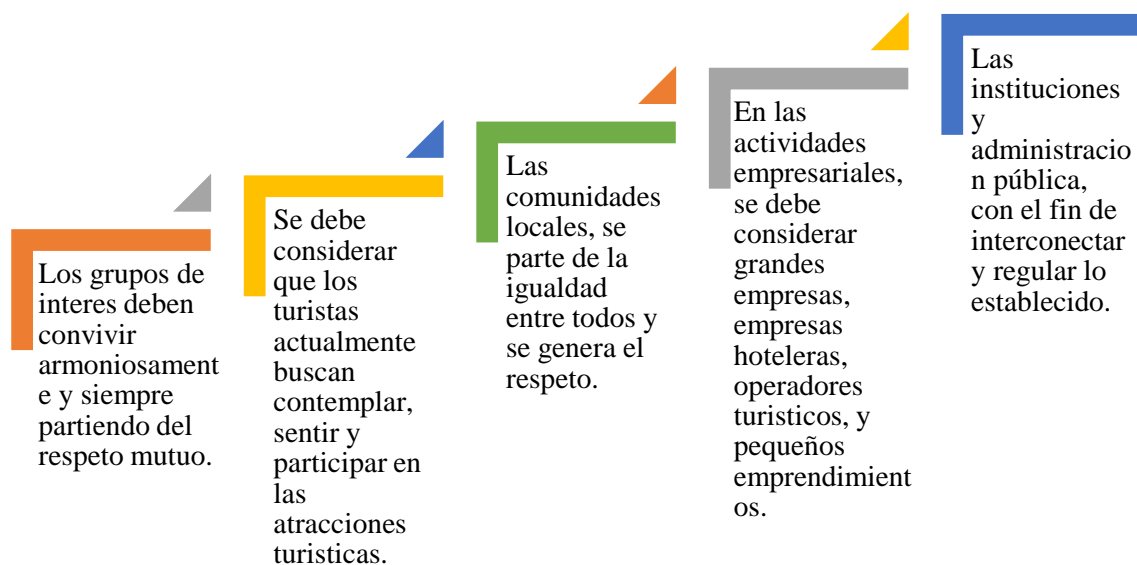 Los grupos de
interes deben
convivir
armoniosament
e y siempre
partiendo del
respeto mutuo.
Se debe
considerar
que los
turistas
actualmente
buscan
contemplar,
sentir y
participar en
las
atracciones
turisticas.
Las
comunidades
locales, se
parte de la
igualdad
entre todos y
se genera el
respeto.
En las
actividades
empresariales,
se debe
considerar
grandes
empresas,
empresas
hoteleras,
operadores
turisticos, y
pequeños
emprendimient
os.
Las
instituciones
y
administracio
n pública,
con el fin de
interconectar
y regular lo
establecido.